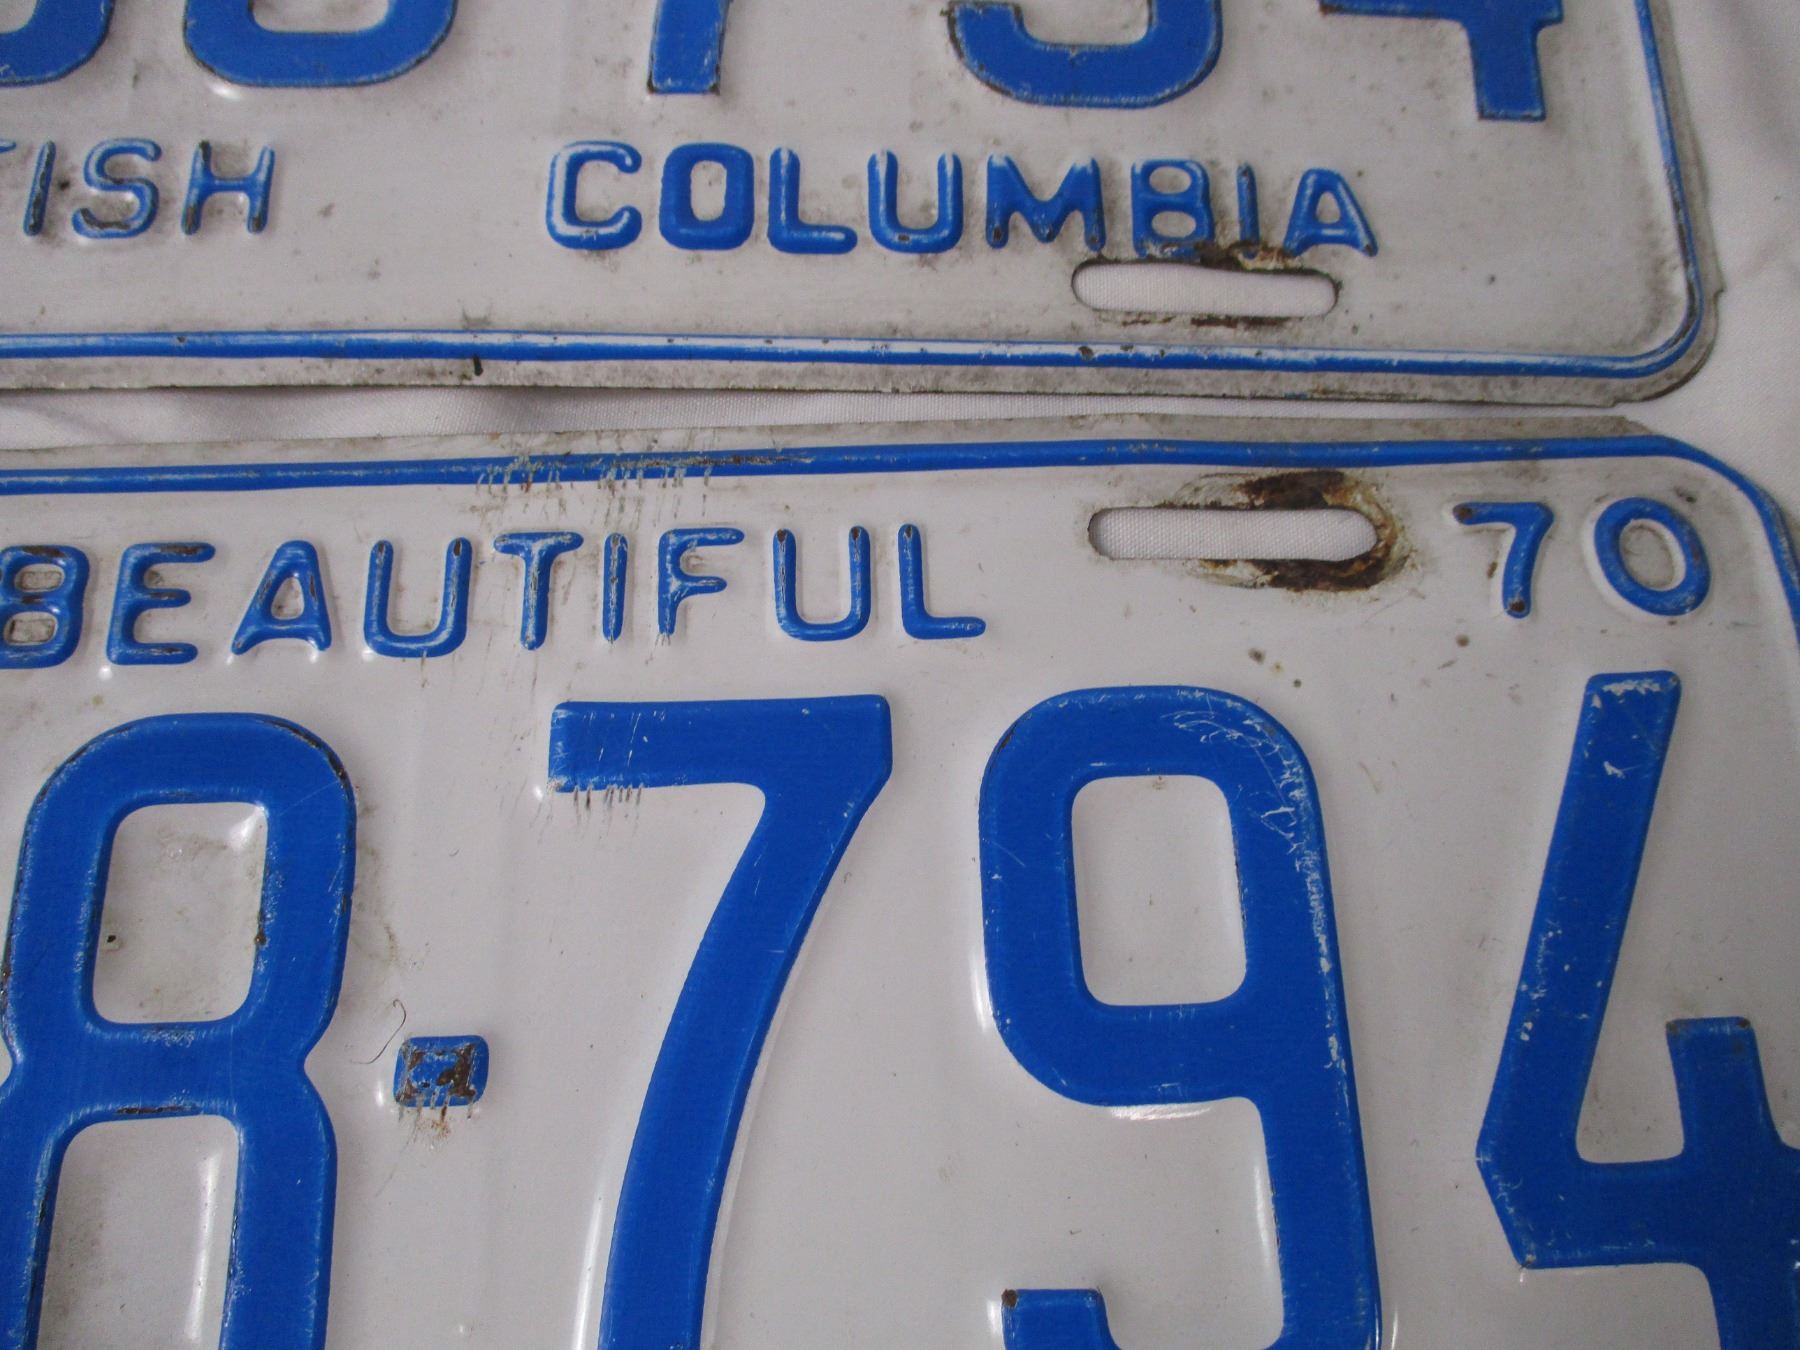 TISH COLUMBIA
BEAUTIFUL 70
8-794